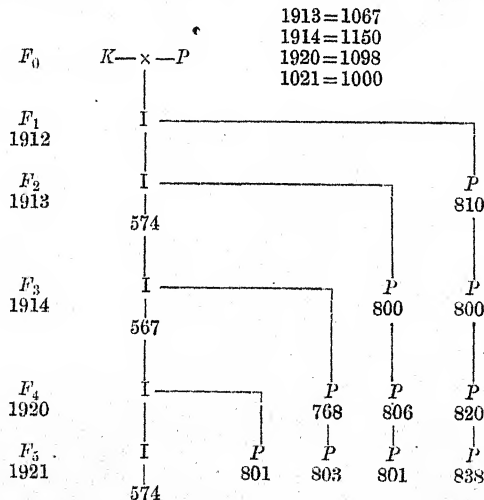 1913=1067
1914=1150
1920=1098
1021=1000
F₀ K—×—P
F₁ I
1912
F₂ I P
1913 810
574
F₃ I P P
1914 800 800
567
F₄ I P P P
1920 768 806 820
F₅ I P P P P
1921 801 803 801 838
574